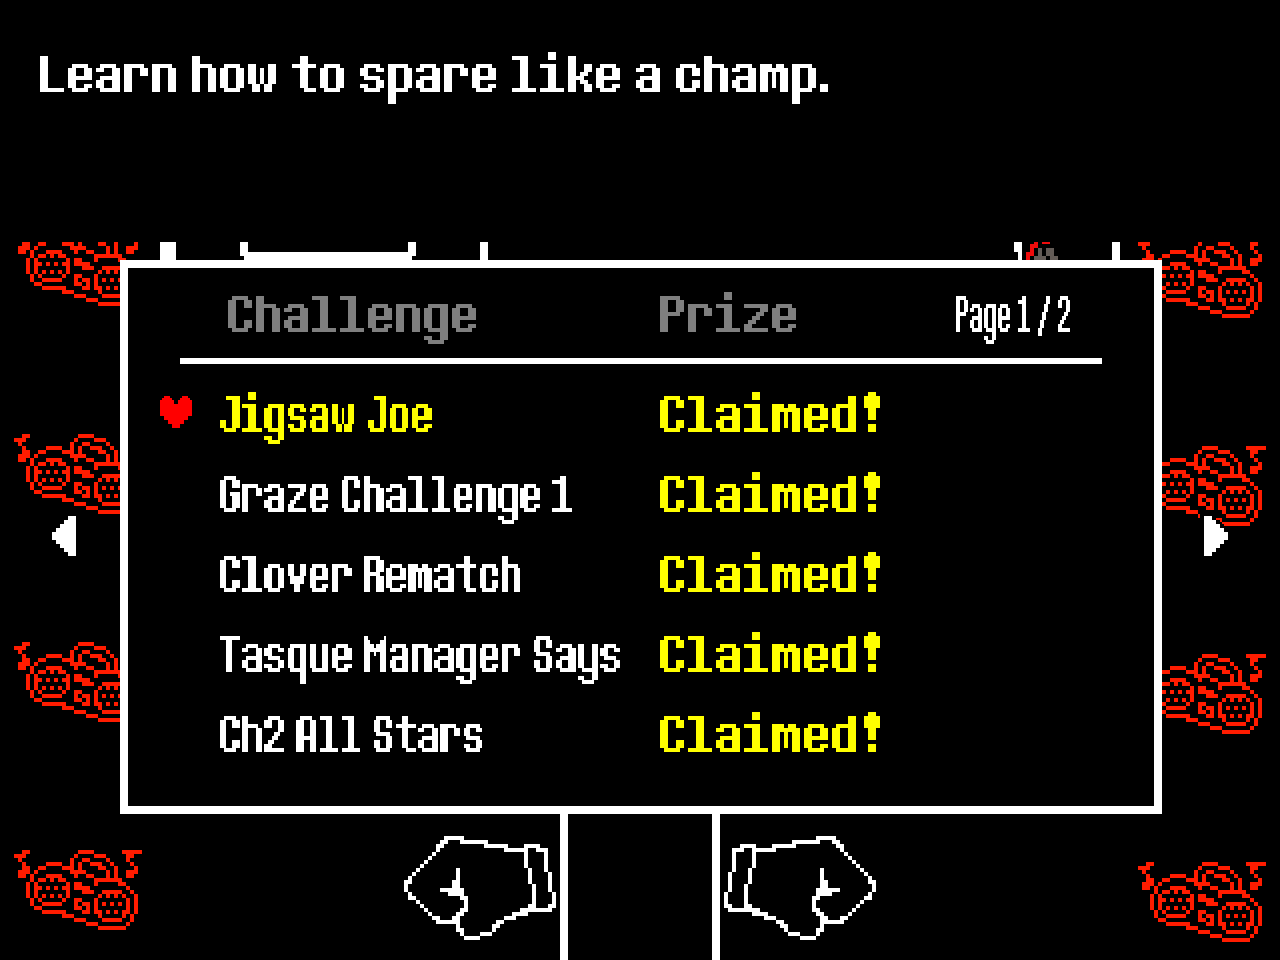 Learn how to spare like a champ.
Challenge Prize Page 1 / 2
Jigsaw Joe Claimed!
Graze Challenge 1 Claimed!
Clover Rematch Claimed!
Tasque Manager Says Claimed!
Ch2 All Stars Claimed!